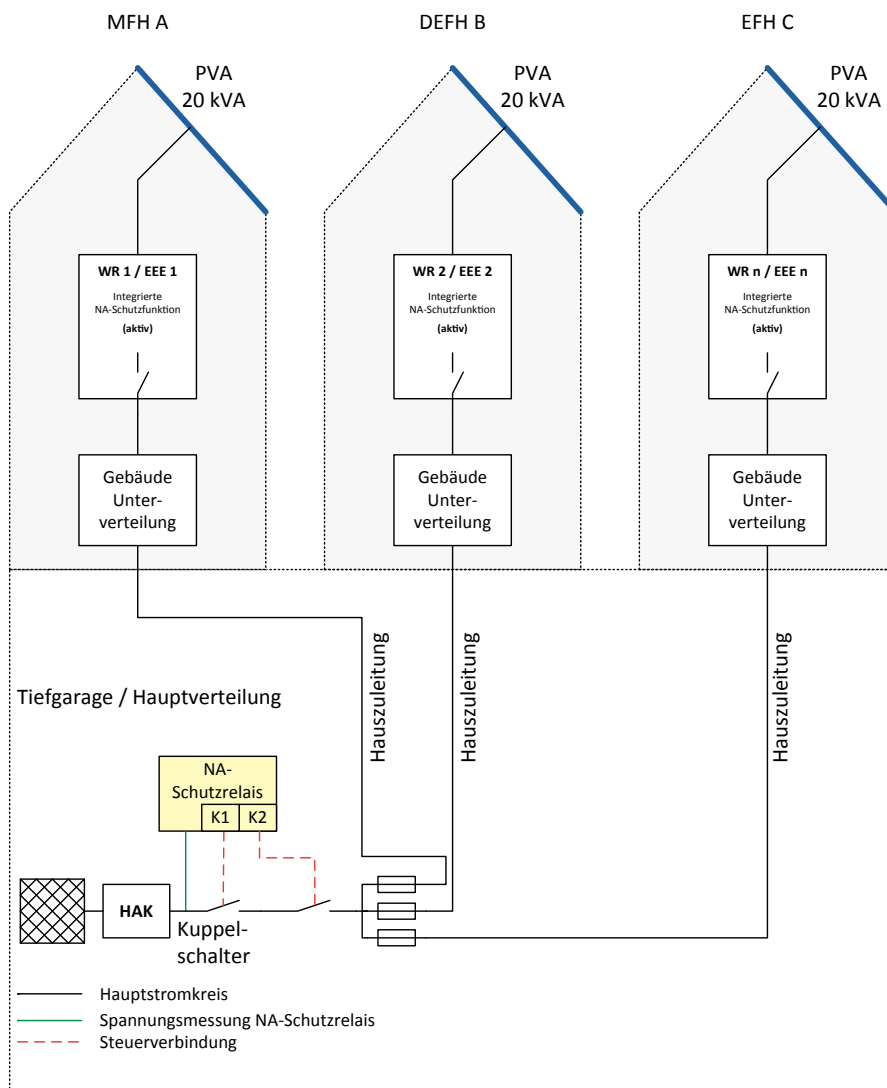 MFH A
DEFH B
EFH C
PVA
20 kVA
PVA
20 kVA
PVA
20 kVA
WR 1 / EEE 1
Integrierte
NA-Schutzfunktion
(aktiv)
WR 2 / EEE 2
Integrierte
NA-Schutzfunktion
(aktiv)
WR n / EEE n
Integrierte
NA-Schutzfunktion
(aktiv)
Gebäude
Unter-
verteilung
Gebäude
Unter-
verteilung
Gebäude
Unter-
verteilung
Hauszuleitung
Hauszuleitung
Hauszuleitung
Tiefgarage / Hauptverteilung
NA-
Schutzrelais
K1
K2
HAK
Kuppel-
schalter
Hauptstromkreis
Spannungsmessung NA-Schutzrelais
Steuerverbindung